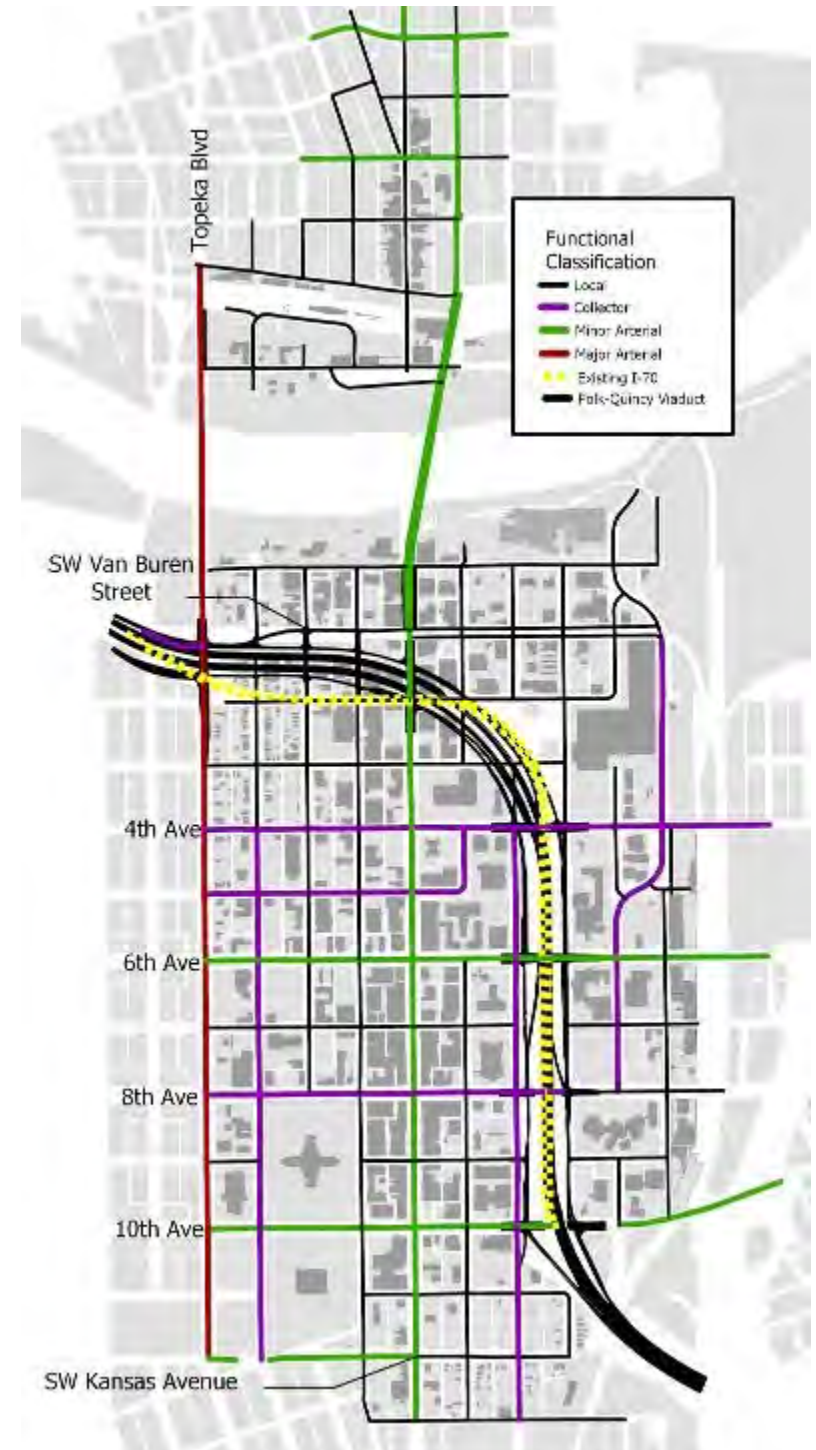 Topeka Blvd
Functional
Classification
Local
Collector
Minor Arterial
Major Arterial
Existing I-70
Polk-Quincy Viaduct
SW Van Buren
Street
4th Ave
6th Ave
8th Ave
10th Ave
SW Kansas Avenue